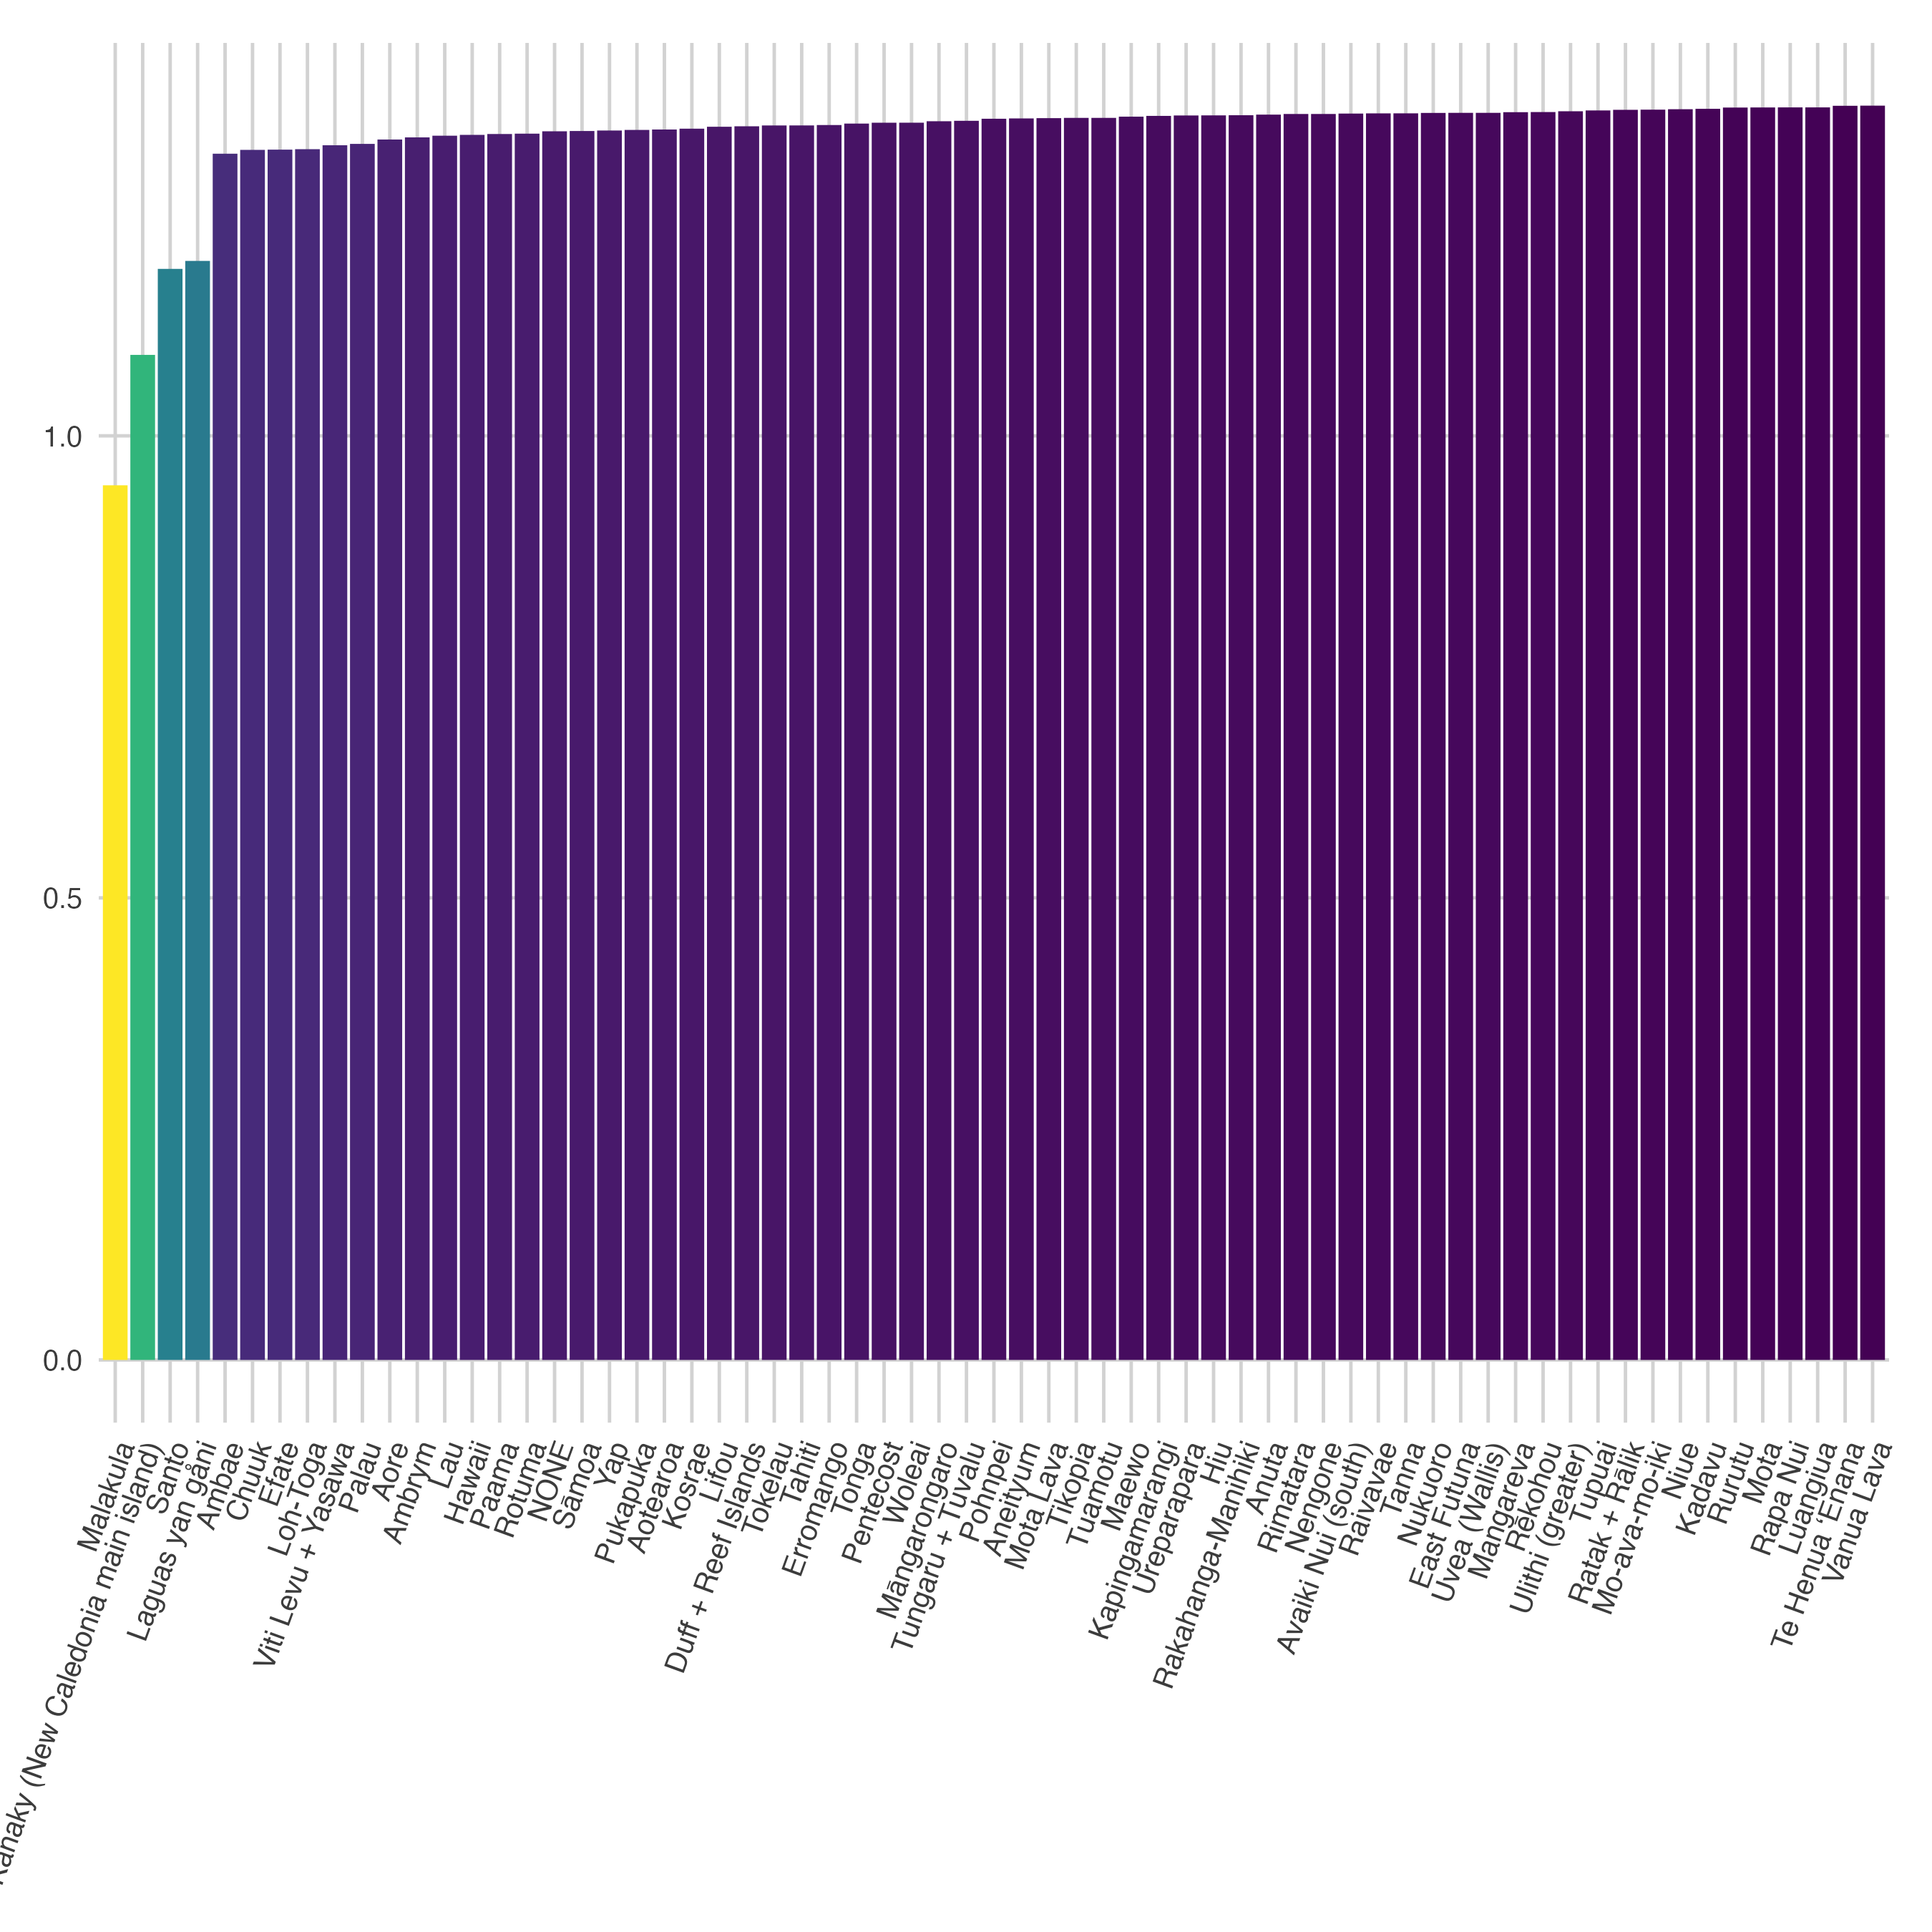 1.0
0.5
0.0
Malakula
Kanaky (New Caledonia main island)
Santo
Laguas yan gåni
Ambae
Chuuk
Efate
Loh-Toga
Viti Levu + Yasawa
Palau
Aore
Ambrym
Lau
Hawaii
Paama
Rotuma
NONE
Sāmoa
Yap
Pukapuka
Aotearoa
Kosrae
Lifou
Duff + Reef Islands
Tokelau
Tahiti
Erromango
Tonga
Pentecost
Woleai
Māngarongaro
Tungaru + Tuvalu
Pohnpei
Aneityum
Mota Lava
Tikopia
Tuamotu
Maewo
Kapingamarangi
Ureparapara
Hiu
Rakahanga-Manihiki
Anuta
Rimatara
Nengone
Avaiki Nui (south)
Raivavae
Tanna
Nukuoro
East Futuna
Uvea (Wallis)
Mangareva
Rēkohou
Ulithi (greater)
Tupuai
Ratak + Rālik
Mo-ava-mo-iki
Niue
Kadavu
Rurutu
Mota
Rapa Nui
Luangiua
Te Henua ʻEnana
Vanua Lava